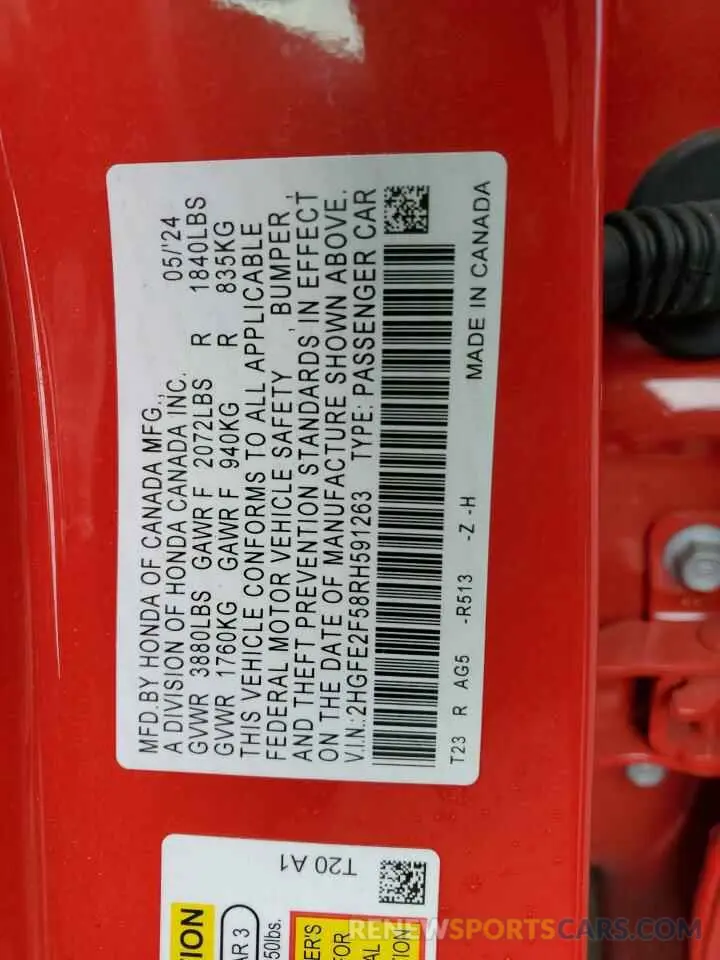 MFD.BY HONDA OF CANADA MFG.,
A DIVISION OF HONDA CANADA INC. 05/'24
GVWR 3880LBS GAWR F 2072LBS R 1840LBS
GVWR 1760KG GAWR F 940KG R 835KG
THIS VEHICLE CONFORMS TO ALL APPLICABLE
FEDERAL MOTOR VEHICLE SAFETY , BUMPER ,
AND THEFT PREVENTION STANDARDS IN EFFECT
ON THE DATE OF MANUFACTURE SHOWN ABOVE.
V.I.N.:2HGFE2F58RH591263 TYPE: PASSENGER CAR
T23 R AG5 -R513 -Z -H
MADE IN CANADA
T20 A1
RENEWSPORTSCARS.COM